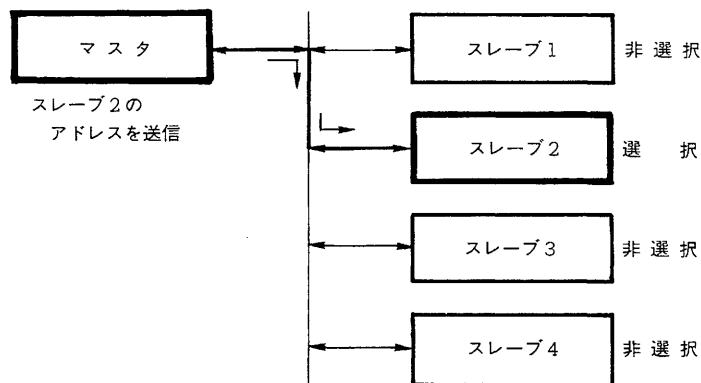 マスタ
スレーブ1
非選択
スレーブ2の
アドレスを送信
スレーブ2
選択
スレーブ3
非選択
スレーブ4
非選択